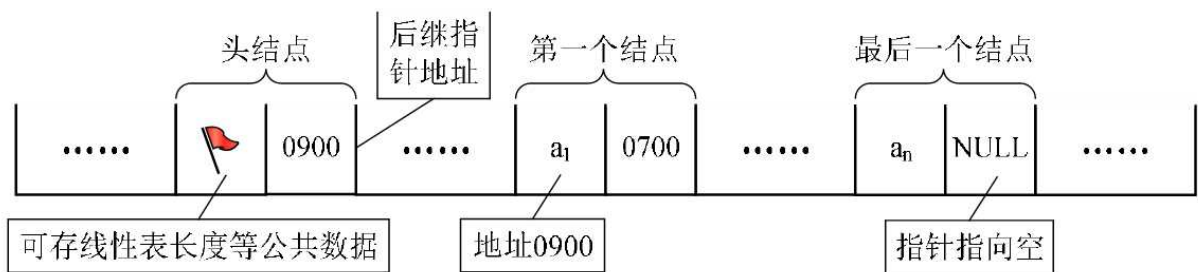 头结点
后继指
针地址
第一个结点
最后一个结点
…… 0900 …… a₁ 0700 …… aₙ NULL ……
可存线性表长度等公共数据
地址0900
指针指向空